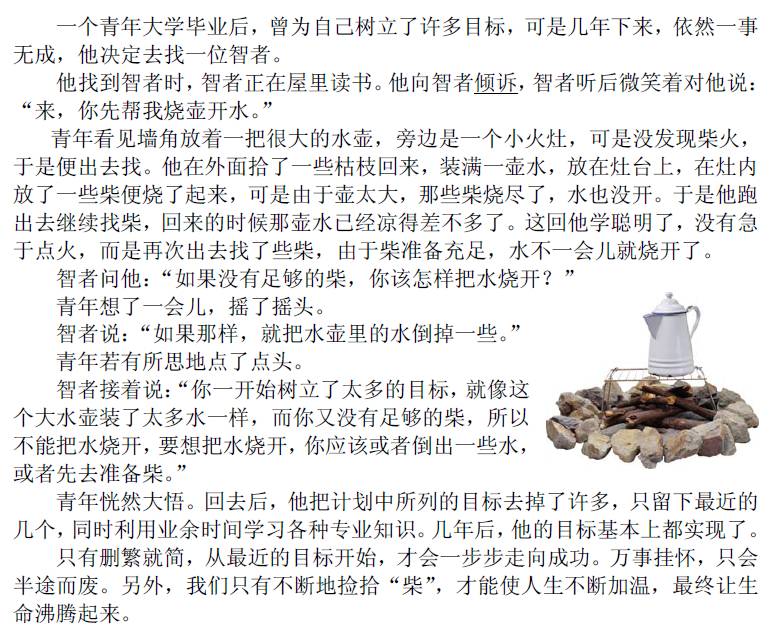 一个青年大学毕业后，曾为自己树立了许多目标，可是几年下来，依然一事
无成，他决定去找一位智者。
他找到智者时，智者正在屋里读书。他向智者倾诉，智者听后微笑着对他说：
“来，你先帮我烧壶开水。”
青年看见墙角放着一把很大的水壶，旁边是一个小火灶，可是没发现柴火，
于是便出去找。他在外面拾了一些枯枝回来，装满一壶水，放在灶台上，在灶内
放了一些柴便烧了起来，可是由于壶太大，那些柴烧尽了，水也没开。于是他跑
出去继续找柴，回来的时候那壶水已经凉得差不多了。这回他学聪明了，没有急
于点火，而是再次出去找了些柴，由于柴准备充足，水不一会儿就烧开了。
智者问他：“如果没有足够的柴，你该怎样把水烧开？”
青年想了一会儿，摇了摇头。
智者说：“如果那样，就把水壶里的水倒掉一些。”
青年若有所思地点了点头。
智者接着说：“你一开始树立了太多的目标，就像这
个大水壶装了太多水一样，而你又没有足够的柴，所以
不能把水烧开，要想把水烧开，你应该或者倒出一些水，
或者先去准备柴。”
青年恍然大悟。回去后，他把计划中所列的目标去掉了许多，只留下最近的
几个，同时利用业余时间学习各种专业知识。几年后，他的目标基本上都实现了。
只有删繁就简，从最近的目标开始，才会一步步走向成功。万事挂怀，只会
半途而废。另外，我们只有不断地捡拾“柴”，才能使人生不断加温，最终让生
命沸腾起来。